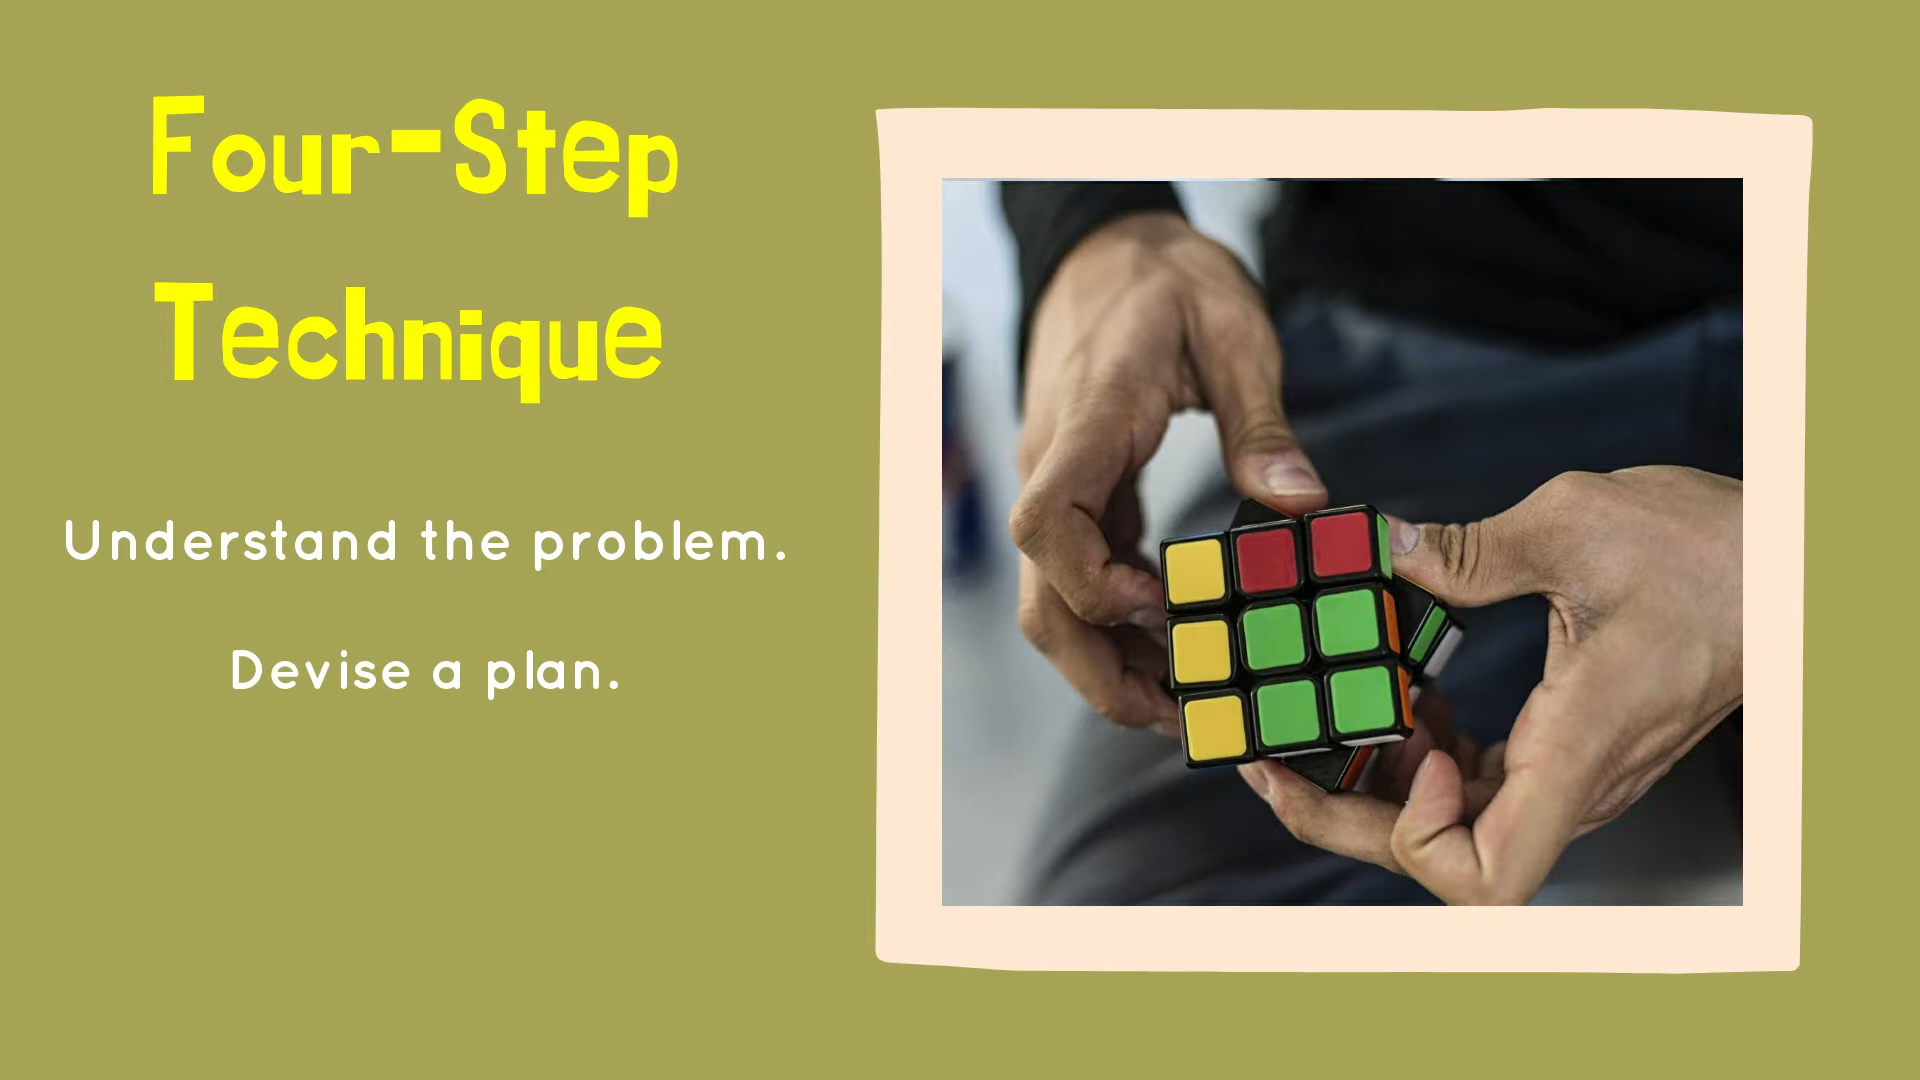 Four-Step
Technique
Understand the problem.
Devise a plan.